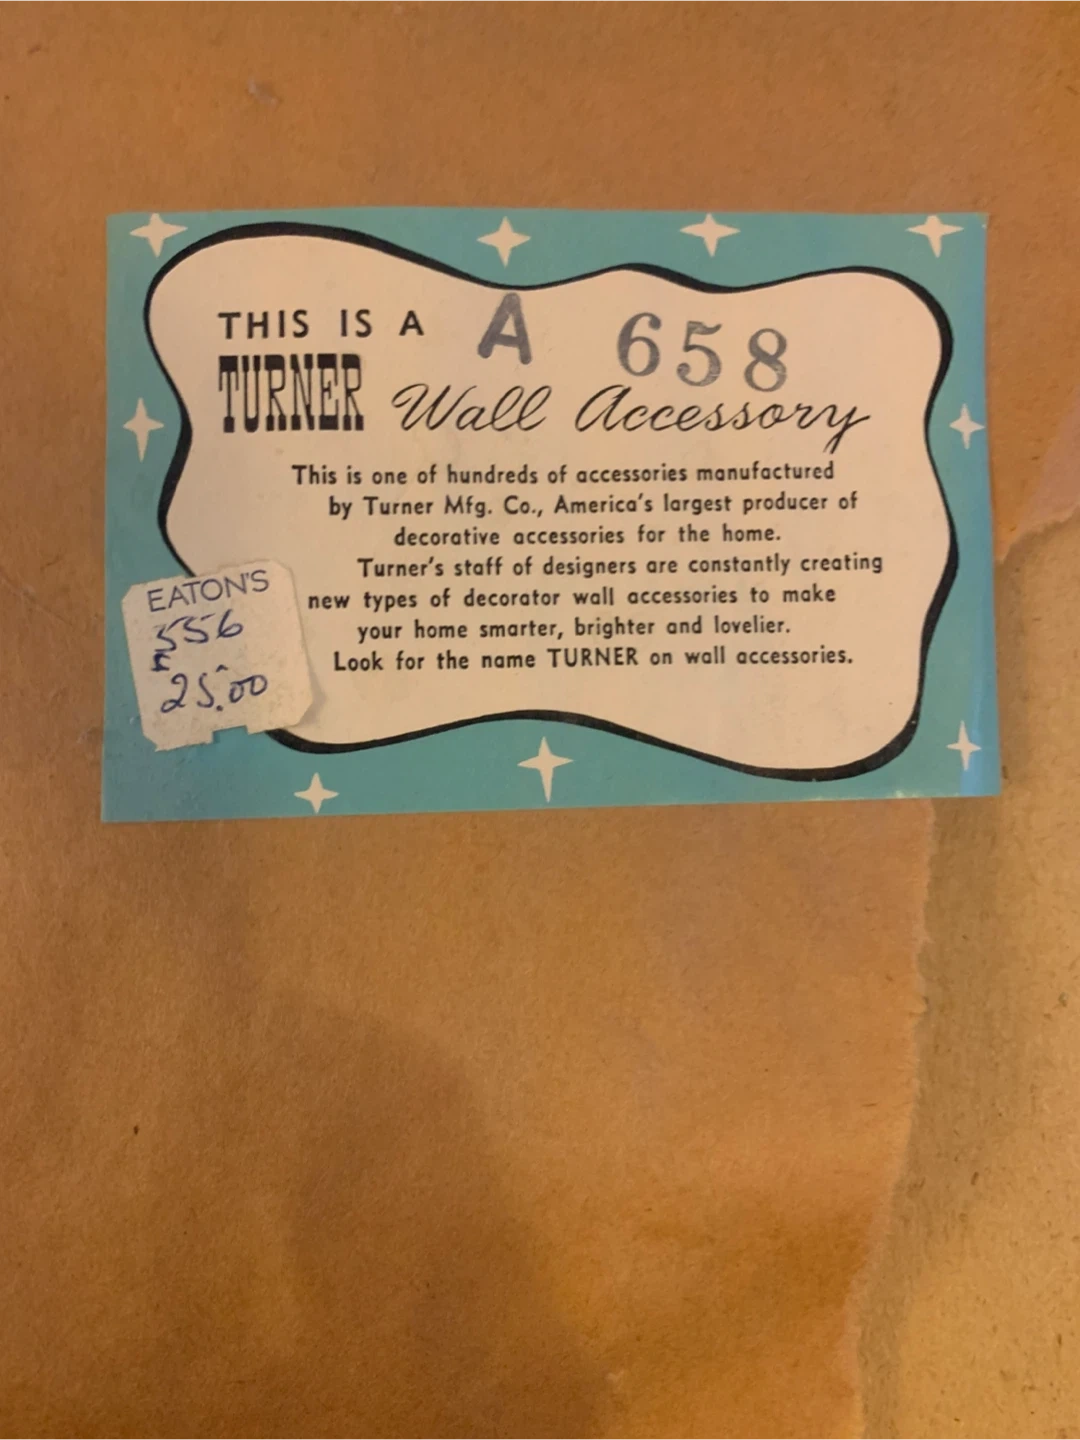 THIS IS A A 658
TURNER Wall Accessory
This is one of hundreds of accessories manufactured
by Turner Mfg. Co., America's largest producer of
decorative accessories for the home.
Turner's staff of designers are constantly creating
new types of decorator wall accessories to make
your home smarter, brighter and lovelier.
Look for the name TURNER on wall accessories.
EATON'S
556
25.00